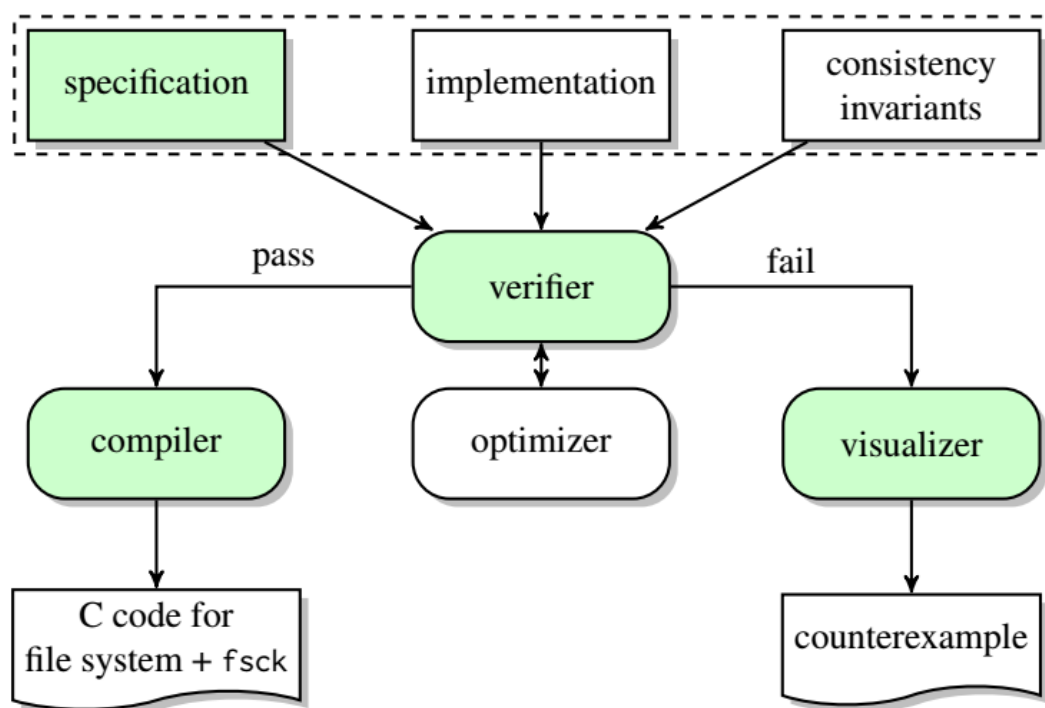 specification
implementation
consistency
invariants
pass
fail
verifier
compiler
optimizer
visualizer
C code for
file system + fsck
counterexample